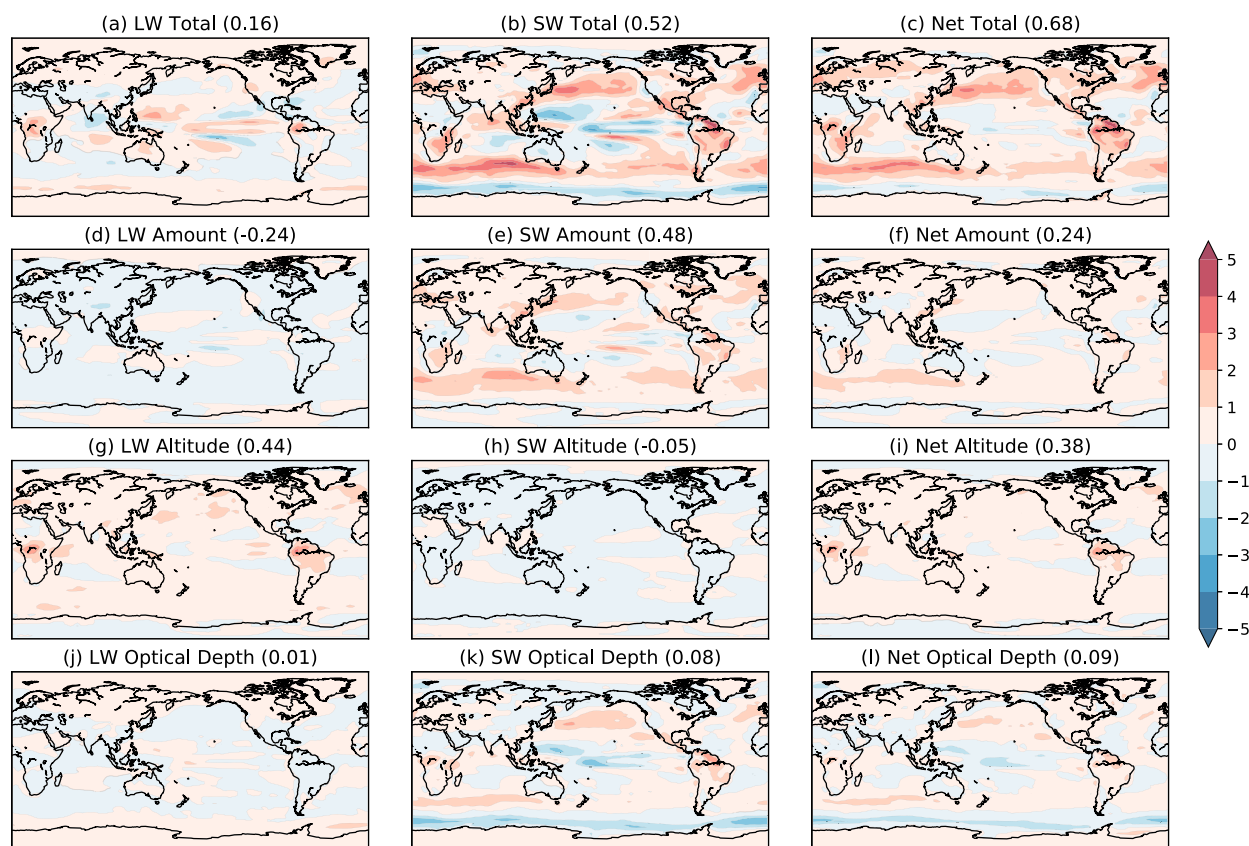 (a) LW Total (0.16)
(b) SW Total (0.52)
(c) Net Total (0.68)
(d) LW Amount (-0.24)
(e) SW Amount (0.48)
(f) Net Amount (0.24)
(g) LW Altitude (0.44)
(h) SW Altitude (-0.05)
(i) Net Altitude (0.38)
(j) LW Optical Depth (0.01)
(k) SW Optical Depth (0.08)
(l) Net Optical Depth (0.09)
5
4
3
2
1
0
−1
−2
−3
−4
−5